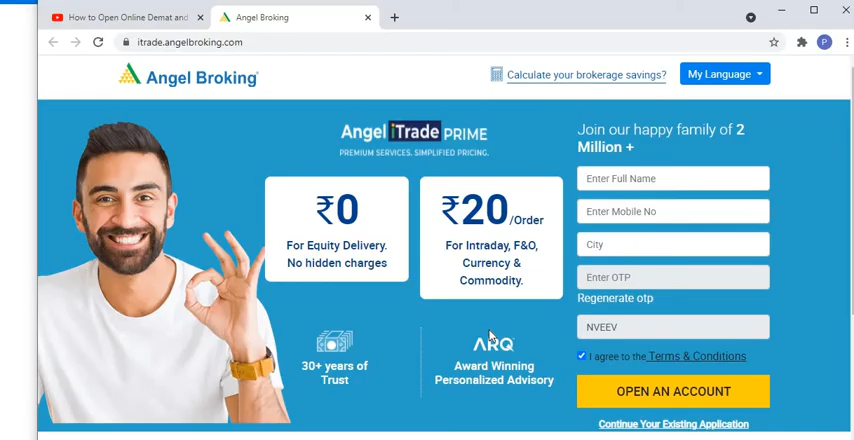 How to Open Online Demat and
Angel Broking
itrade.angelbroking.com
P
Angel Broking
Calculate your brokerage savings?
My Language
Angel iTrade PRIME
PREMIUM SERVICES. SIMPLIFIED PRICING.
Join our happy family of 2
Million +
₹0
For Equity Delivery.
No hidden charges
₹20/Order
For Intraday, F&O,
Currency &
Commodity.
Enter Full Name
Enter Mobile No
City
Enter OTP
Regenerate otp
NVEEV
I agree to the Terms & Conditions
OPEN AN ACCOUNT
Continue Your Existing Application
30+ years of
Trust
ARQ
Award Winning
Personalized Advisory